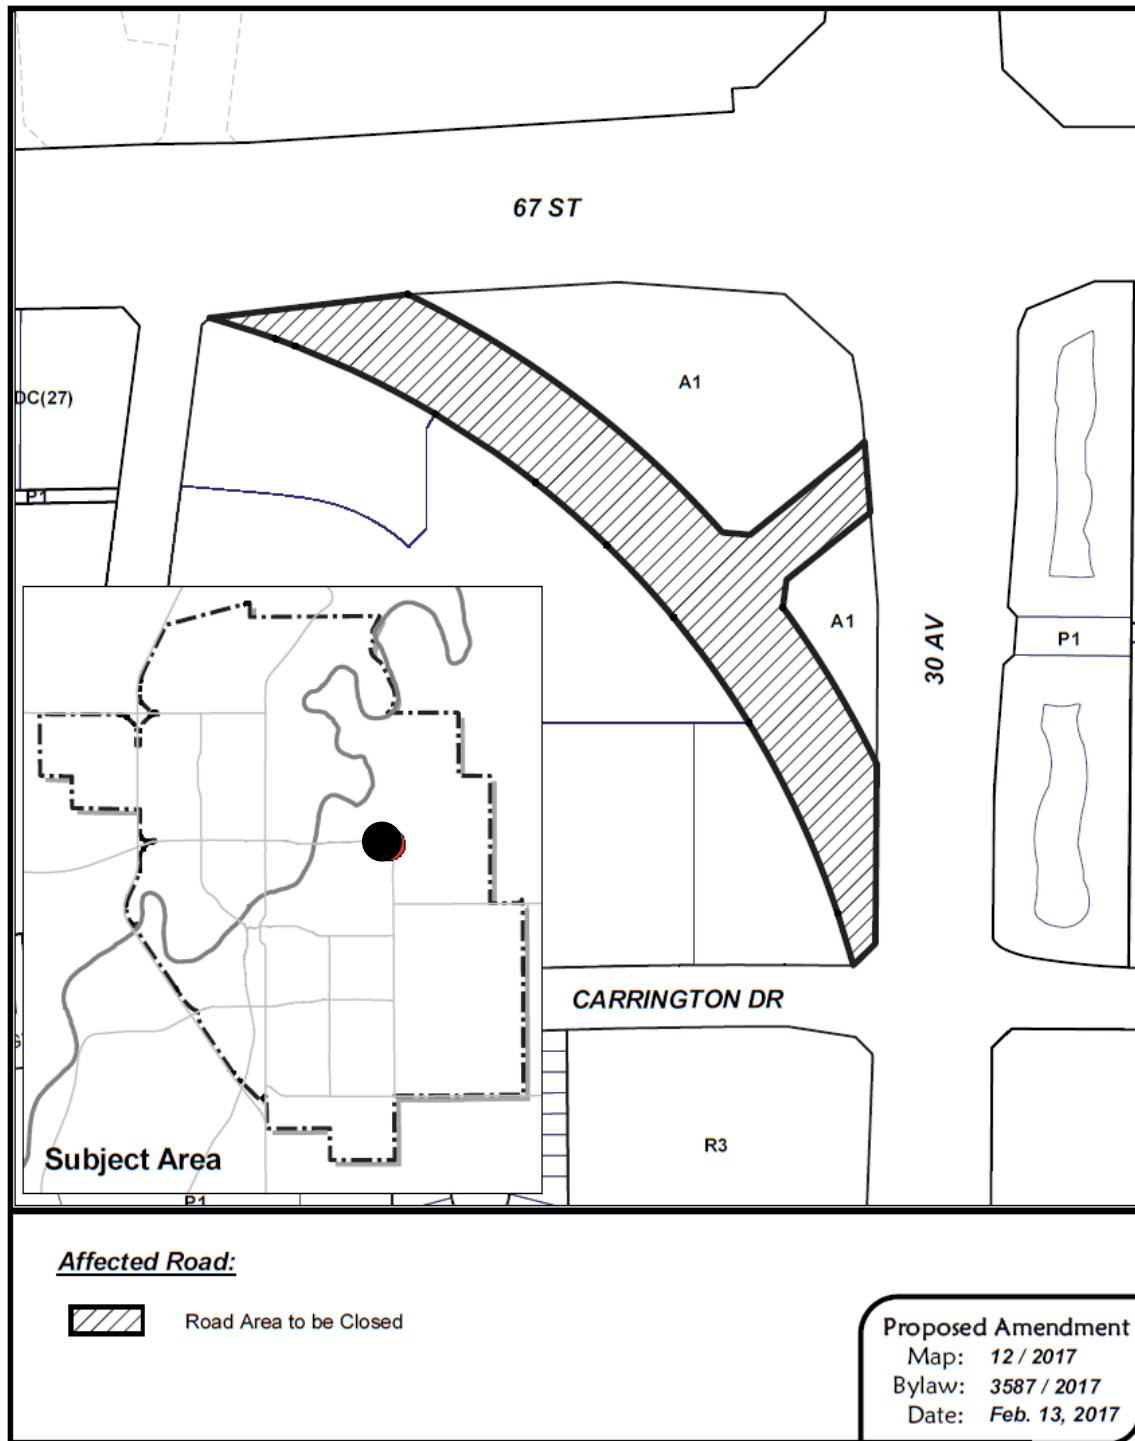 67 ST
A1
DC(27)
P1
A1
30 AV
P1
CARRINGTON DR
R3
Subject Area
P1
Affected Road:
Road Area to be Closed
Proposed Amendment
Map: 12 / 2017
Bylaw: 3587 / 2017
Date: Feb. 13, 2017